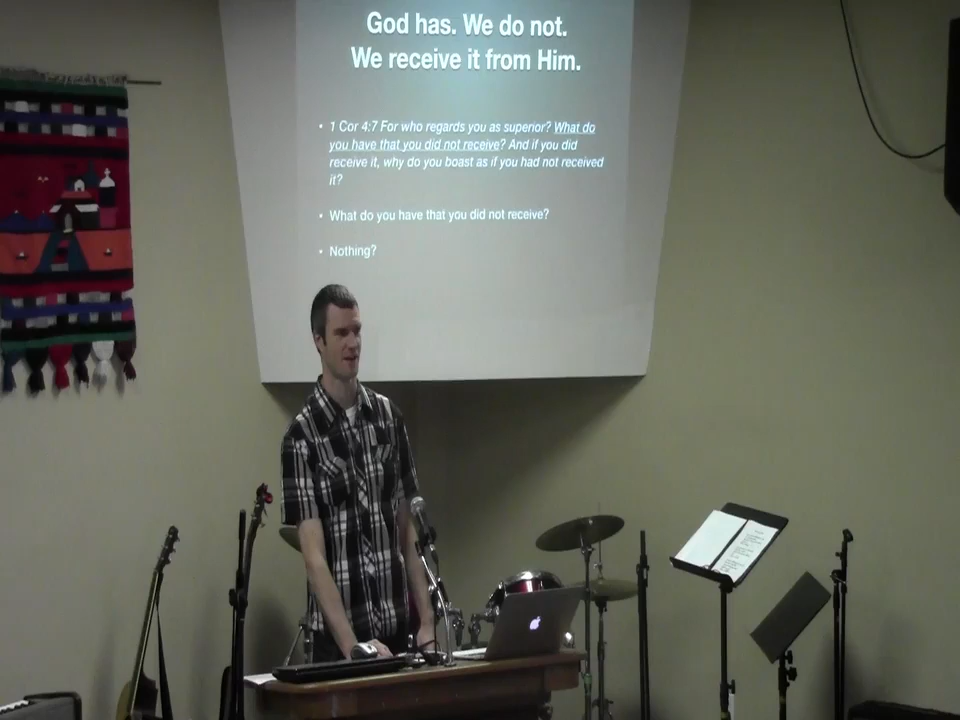 God has. We do not.
We receive it from Him.
• 1 Cor 4:7 For who regards you as superior? What do
you have that you did not receive? And if you did
receive it, why do you boast as if you had not received
it?
• What do you have that you did not receive?
• Nothing?